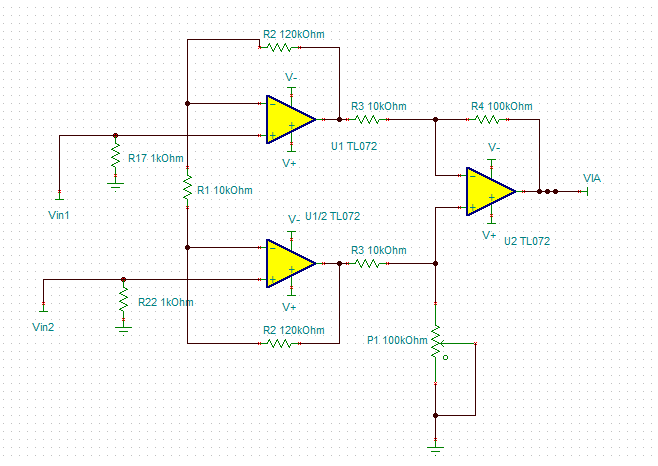 R2 120kOhm
V-
R3 10kOhm
R4 100kOhm
U1 TL072
V-
R17 1kOhm
V+
VIA
R1 10kOhm
Vin1
V-
U1/2 TL072
V+
U2 TL072
R3 10kOhm
R22 1kOhm
V+
Vin2
R2 120kOhm
P1 100kOhm